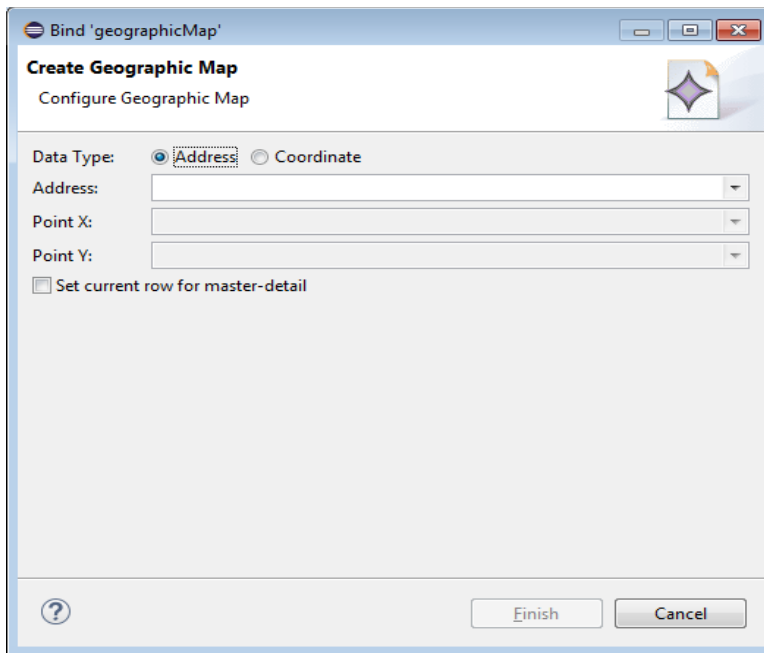 Bind 'geographicMap'
Create Geographic Map
Configure Geographic Map
Data Type: Address Coordinate
Address:
Point X:
Point Y:
Set current row for master-detail
? Finish Cancel